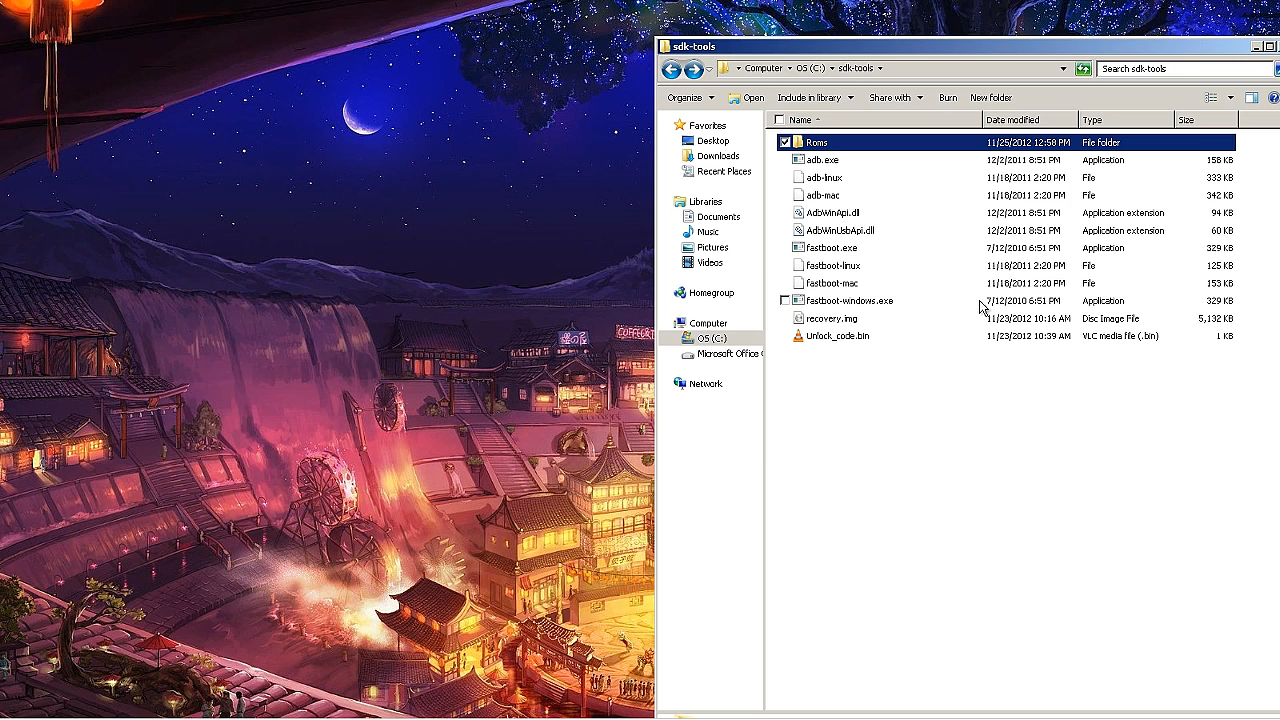 sdk-tools
Computer OS (C:) sdk-tools
Search sdk-tools
Organize Open Include in library Share with Burn New folder
Name Date modified Type Size
Favorites
Desktop
Downloads
Recent Places
Libraries
Documents
Music
Pictures
Videos
Homegroup
Computer
OS (C:)
Microsoft Office
Network
Roms 11/25/2012 12:58 PM File folder
adb.exe 12/2/2011 8:51 PM Application 158 KB
adb-linux 11/18/2011 2:20 PM File 333 KB
adb-mac 11/18/2011 2:20 PM File 342 KB
AdbWinApi.dll 12/2/2011 8:51 PM Application extension 94 KB
AdbWinUsbApi.dll 12/2/2011 8:51 PM Application extension 60 KB
fastboot.exe 7/12/2010 6:51 PM Application 329 KB
fastboot-linux 11/18/2011 2:20 PM File 125 KB
fastboot-mac 11/18/2011 2:20 PM File 153 KB
fastboot-windows.exe 7/12/2010 6:51 PM Application 329 KB
recovery.img 11/23/2012 10:16 AM Disc Image File 5,132 KB
Unlock_code.bin 11/23/2012 10:39 AM VLC media file (.bin) 1 KB